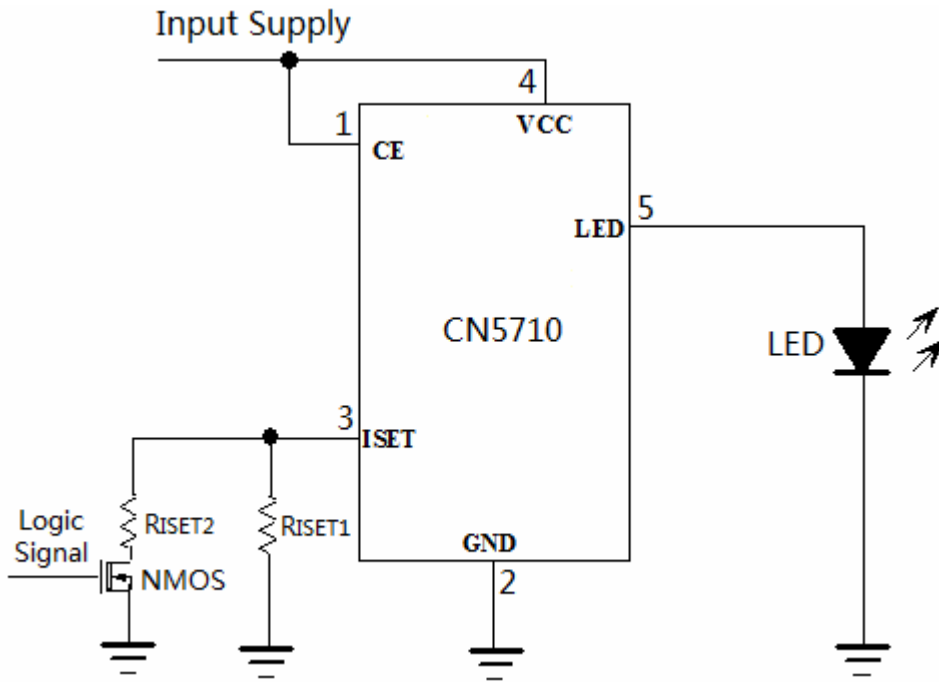 Input Supply
4
1
VCC
CE
5
LED
CN5710
LED
3
ISET
RISET2
RISET1
Logic
Signal
GND
NMOS
2